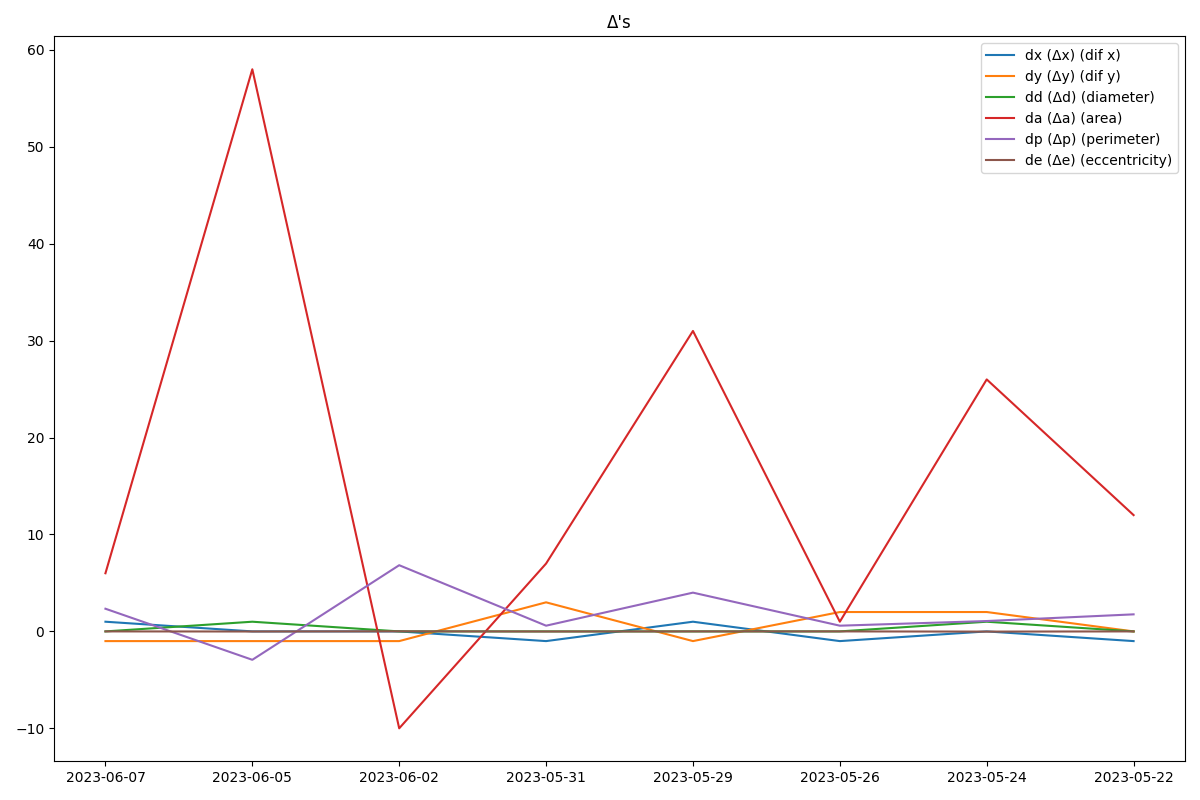 Δ's
60
50
40
30
20
10
0
−10
dx (Δx) (dif x)
dy (Δy) (dif y)
dd (Δd) (diameter)
da (Δa) (area)
dp (Δp) (perimeter)
de (Δe) (eccentricity)
2023-06-07 2023-06-05 2023-06-02 2023-05-31 2023-05-29 2023-05-26 2023-05-24 2023-05-22